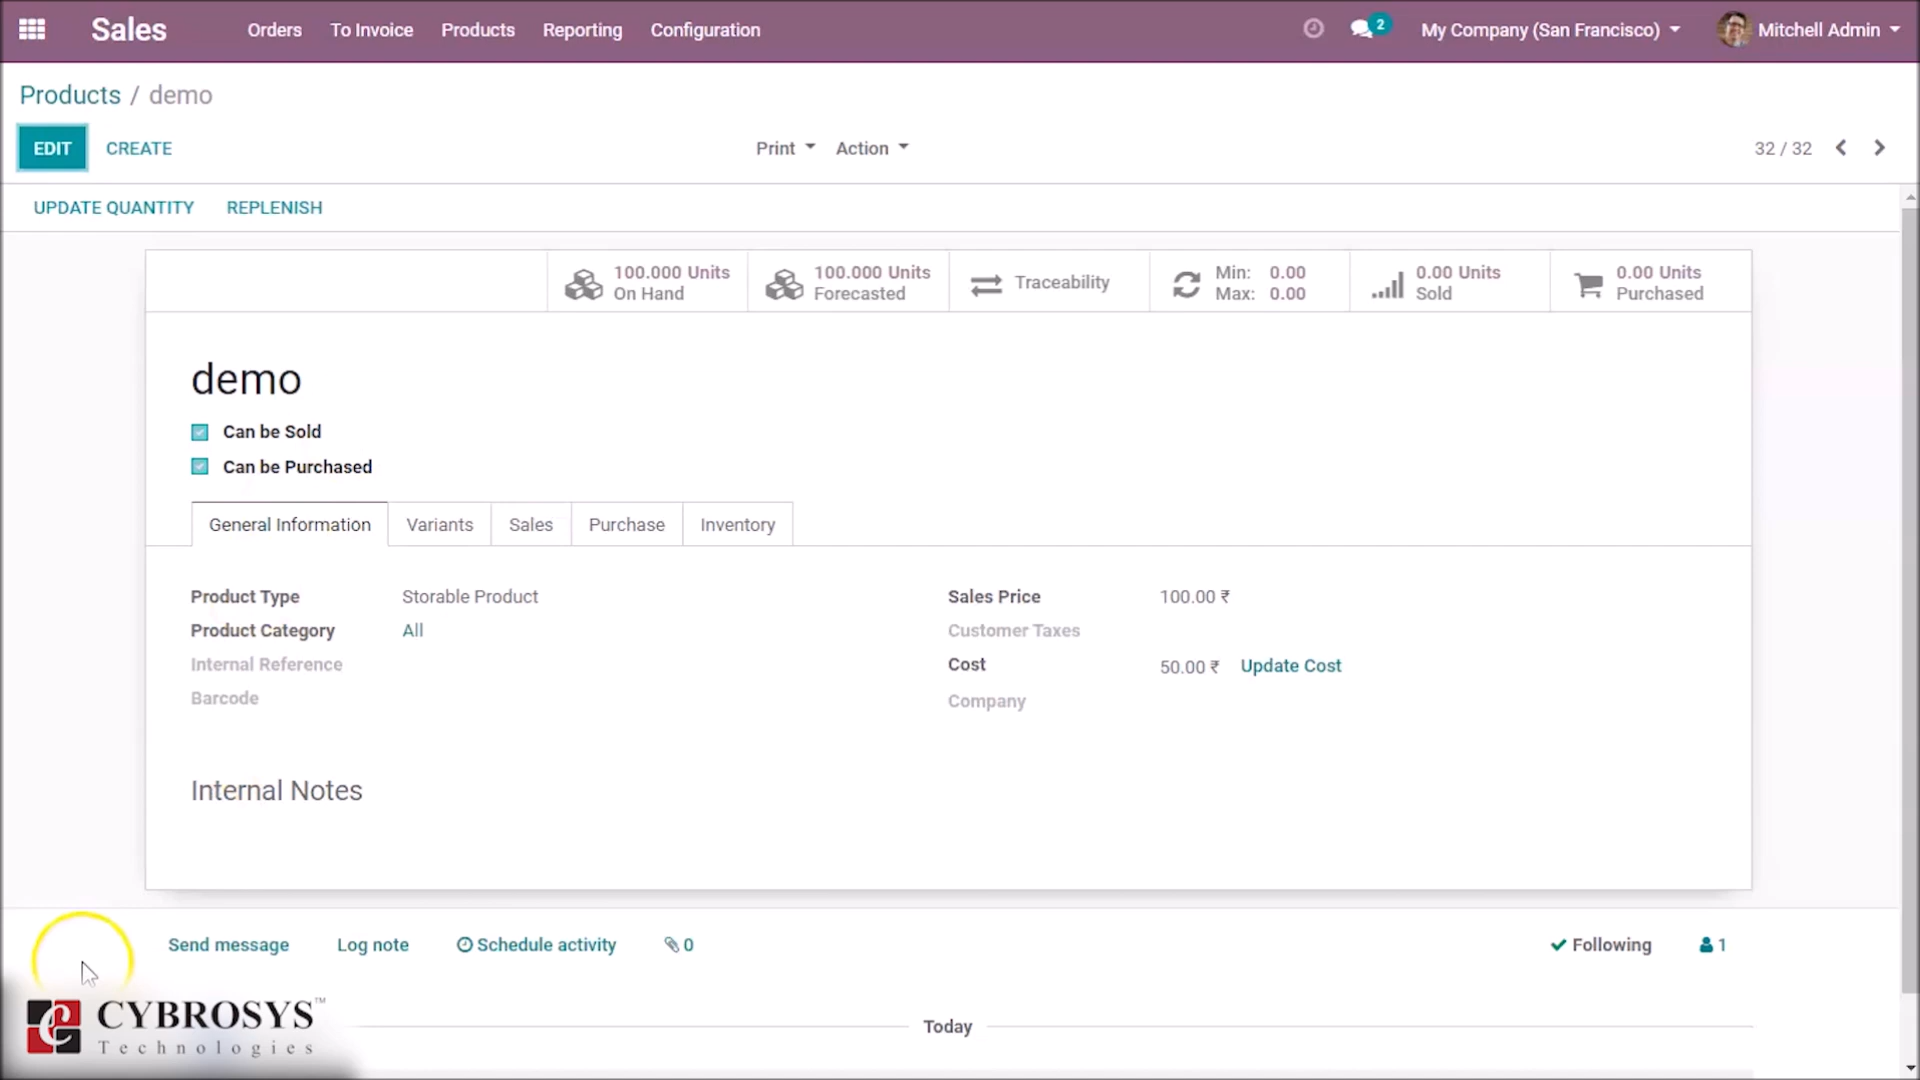 Sales Orders To Invoice Products Reporting Configuration 2 My Company (San Francisco) Mitchell Admin
Products / demo
EDIT CREATE Print Action 32 / 32
UPDATE QUANTITY REPLENISH
100.000 Units On Hand
100.000 Units Forecasted
Traceability
Min: 0.00
Max: 0.00
0.00 Units Sold
0.00 Units Purchased
demo
Can be Sold
Can be Purchased
General Information Variants Sales Purchase Inventory
Product Type Storable Product
Product Category All
Internal Reference
Barcode
Sales Price 100.00 ₹
Customer Taxes
Cost 50.00 ₹ Update Cost
Company
Internal Notes
Send message Log note Schedule activity 0 Following 1
CYBROSYS™
Technologies
Today